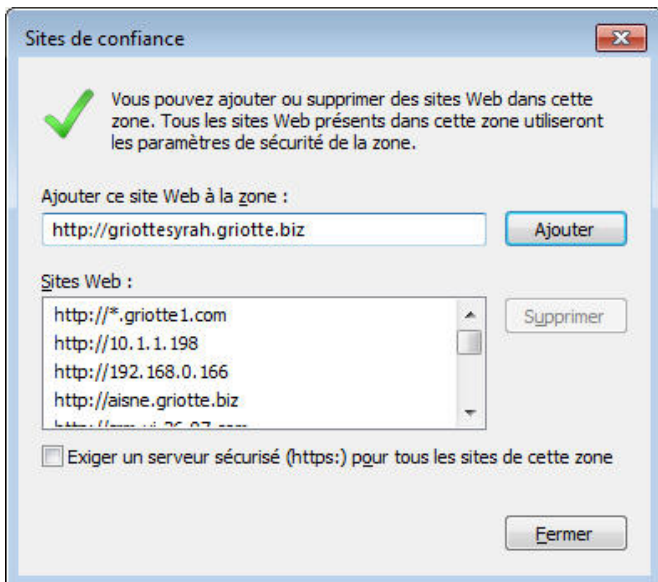 Sites de confiance
Vous pouvez ajouter ou supprimer des sites Web dans cette
zone. Tous les sites Web présents dans cette zone utiliseront
les paramètres de sécurité de la zone.
Ajouter ce site Web à la zone :
http://griottesyrah.griotte.biz
Ajouter
Sites Web :
http://*.griotte1.com
http://10.1.1.198
http://192.168.0.166
http://aisne.griotte.biz
Supprimer
Exiger un serveur sécurisé (https:) pour tous les sites de cette zone
Fermer